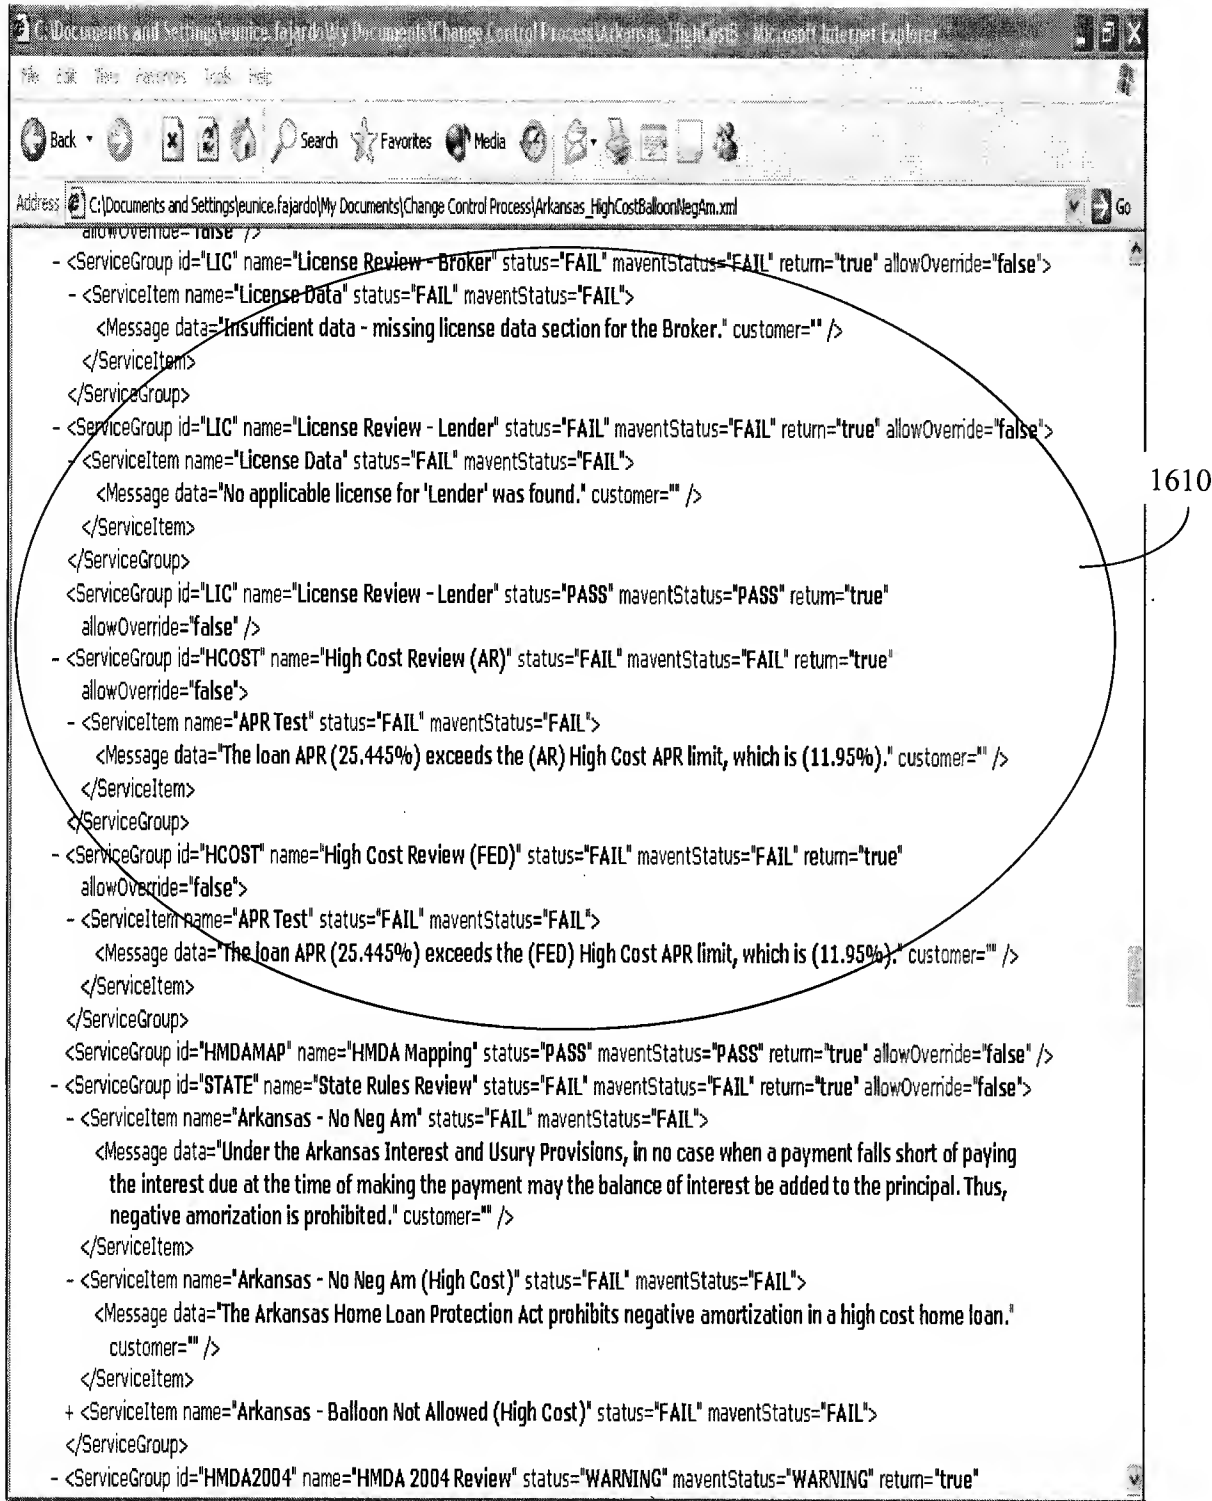 C:\Documents and Settings\eunice.fajardo\My Documents\Change Control Process\Arkansas_HighCostB - Microsoft Internet Explorer
File Edit View Favorites Tools Help
Back Search Favorites Media
Address C:\Documents and Settings\eunice.fajardo\My Documents\Change Control Process\Arkansas_HighCostBalloonNegAm.xml Go
allowOverride="false" />
- <ServiceGroup id="LIC" name="License Review - Broker" status="FAIL" maventStatus="FAIL" return="true" allowOverride="false">
- <ServiceItem name="License Data" status="FAIL" maventStatus="FAIL">
<Message data="Insufficient data - missing license data section for the Broker." customer="" />
</ServiceItem>
</ServiceGroup>
- <ServiceGroup id="LIC" name="License Review - Lender" status="FAIL" maventStatus="FAIL" return="true" allowOverride="false">
- <ServiceItem name="License Data" status="FAIL" maventStatus="FAIL">
<Message data="No applicable license for 'Lender' was found." customer="" />
</ServiceItem>
</ServiceGroup>
<ServiceGroup id="LIC" name="License Review - Lender" status="PASS" maventStatus="PASS" return="true"
allowOverride="false" />
- <ServiceGroup id="HCOST" name="High Cost Review (AR)" status="FAIL" maventStatus="FAIL" return="true"
allowOverride="false">
- <ServiceItem name="APR Test" status="FAIL" maventStatus="FAIL">
<Message data="The loan APR (25.445%) exceeds the (AR) High Cost APR limit, which is (11.95%)." customer="" />
</ServiceItem>
</ServiceGroup>
- <ServiceGroup id="HCOST" name="High Cost Review (FED)" status="FAIL" maventStatus="FAIL" return="true"
allowOverride="false">
- <ServiceItem name="APR Test" status="FAIL" maventStatus="FAIL">
<Message data="The loan APR (25.445%) exceeds the (FED) High Cost APR limit, which is (11.95%)." customer="" />
</ServiceItem>
</ServiceGroup>
<ServiceGroup id="HMDAMAP" name="HMDA Mapping" status="PASS" maventStatus="PASS" return="true" allowOverride="false" />
- <ServiceGroup id="STATE" name="State Rules Review" status="FAIL" maventStatus="FAIL" return="true" allowOverride="false">
- <ServiceItem name="Arkansas - No Neg Am" status="FAIL" maventStatus="FAIL">
<Message data="Under the Arkansas Interest and Usury Provisions, in no case when a payment falls short of paying
the interest due at the time of making the payment may the balance of interest be added to the principal. Thus,
negative amorization is prohibited." customer="" />
</ServiceItem>
- <ServiceItem name="Arkansas - No Neg Am (High Cost)" status="FAIL" maventStatus="FAIL">
<Message data="The Arkansas Home Loan Protection Act prohibits negative amortization in a high cost home loan."
customer="" />
</ServiceItem>
+ <ServiceItem name="Arkansas - Balloon Not Allowed (High Cost)" status="FAIL" maventStatus="FAIL">
</ServiceGroup>
- <ServiceGroup id="HMDA2004" name="HMDA 2004 Review" status="WARNING" maventStatus="WARNING" return="true"
1610